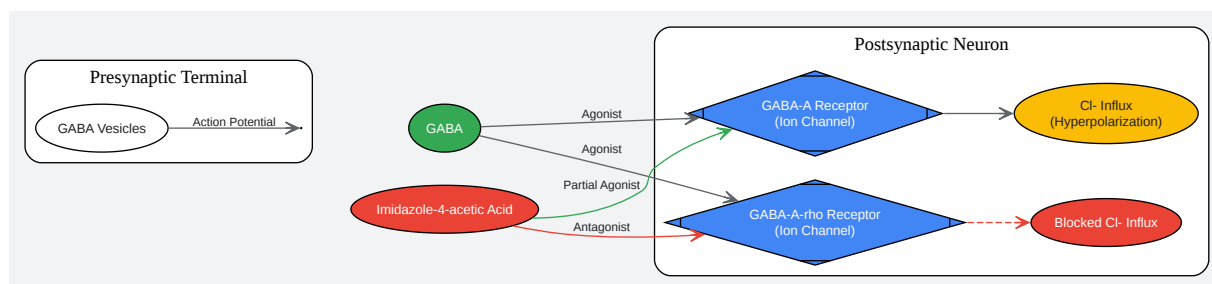 Presynaptic Terminal
GABA Vesicles
Action Potential
GABA
Imidazole-4-acetic Acid
Agonist
Agonist
Partial Agonist
Antagonist
Postsynaptic Neuron
GABA-A Receptor
(Ion Channel)
Cl- Influx
(Hyperpolarization)
GABA-A-rho Receptor
(Ion Channel)
Blocked Cl- Influx